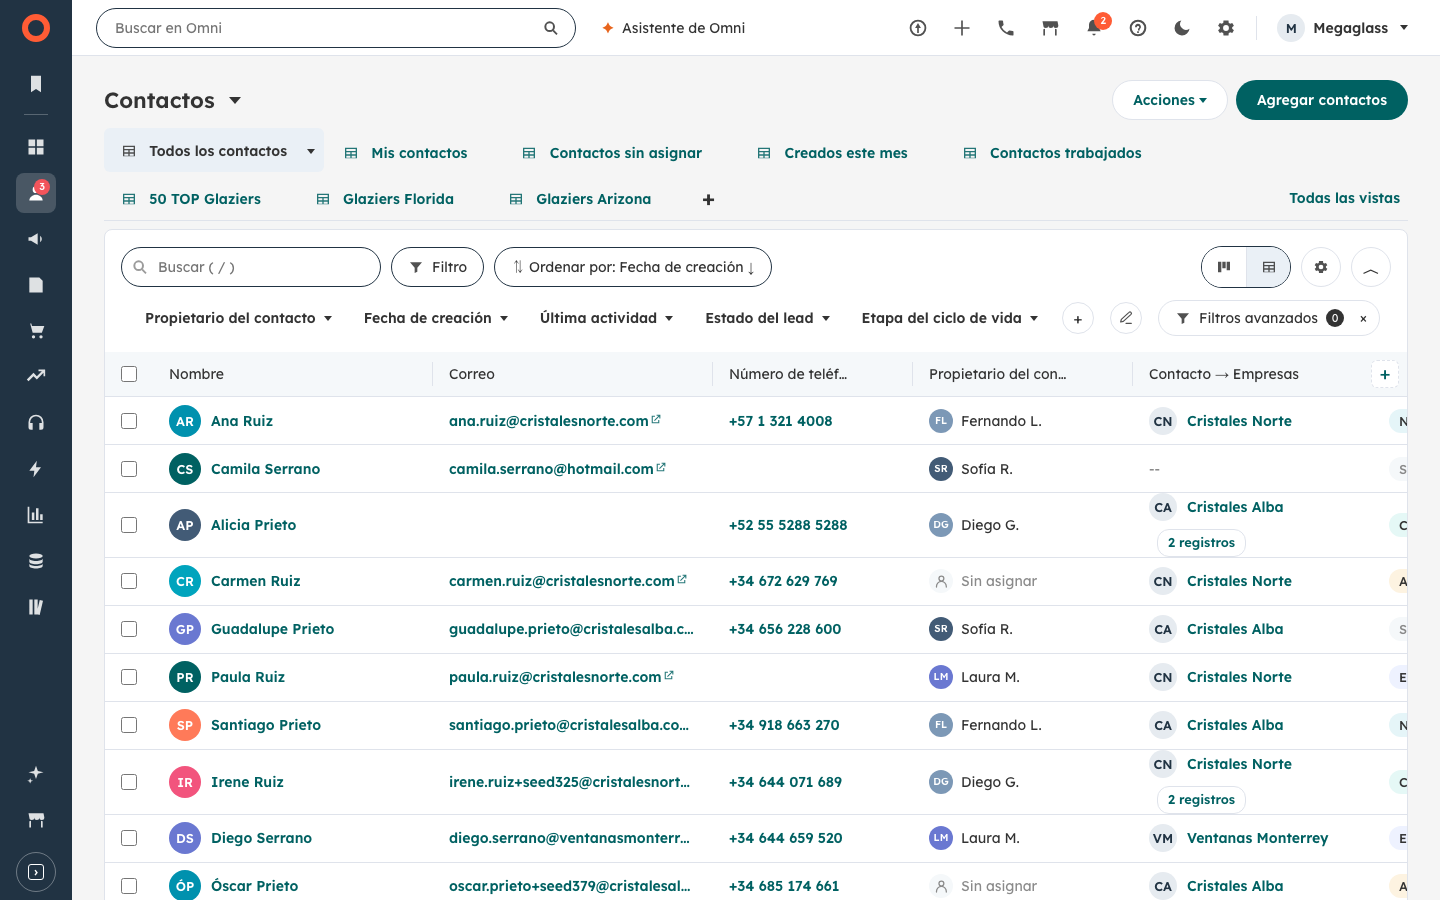 Buscar en Omni
Asistente de Omni
2
M
Megaglass
3
Contactos
Acciones
Agregar contactos
Todos los contactos
Mis contactos
Contactos sin asignar
Creados este mes
Contactos trabajados
50 TOP Glaziers
Glaziers Florida
Glaziers Arizona
+
Todas las vistas
Buscar ( / )
Filtro
Ordenar por: Fecha de creación ↓
Propietario del contacto
Fecha de creación
Última actividad
Estado del lead
Etapa del ciclo de vida
+
Filtros avanzados 0 ×
Nombre
Correo
Número de teléf...
Propietario del con...
Contacto → Empresas
+
AR Ana Ruiz ana.ruiz@cristalesnorte.com +57 1 321 4008 FL Fernando L. CN Cristales Norte N
CS Camila Serrano camila.serrano@hotmail.com SR Sofía R. -- S
AP Alicia Prieto +52 55 5288 5288 DG Diego G. CA Cristales Alba C
2 registros
CR Carmen Ruiz carmen.ruiz@cristalesnorte.com +34 672 629 769 Sin asignar CN Cristales Norte A
GP Guadalupe Prieto guadalupe.prieto@cristalesalba.c... +34 656 228 600 SR Sofía R. CA Cristales Alba S
PR Paula Ruiz paula.ruiz@cristalesnorte.com LM Laura M. CN Cristales Norte E
SP Santiago Prieto santiago.prieto@cristalesalba.co... +34 918 663 270 FL Fernando L. CA Cristales Alba N
IR Irene Ruiz irene.ruiz+seed325@cristalesnort... +34 644 071 689 DG Diego G. CN Cristales Norte C
2 registros
DS Diego Serrano diego.serrano@ventanasmonterr... +34 644 659 520 LM Laura M. VM Ventanas Monterrey E
ÓP Óscar Prieto oscar.prieto+seed379@cristalesal... +34 685 174 661 Sin asignar CA Cristales Alba A